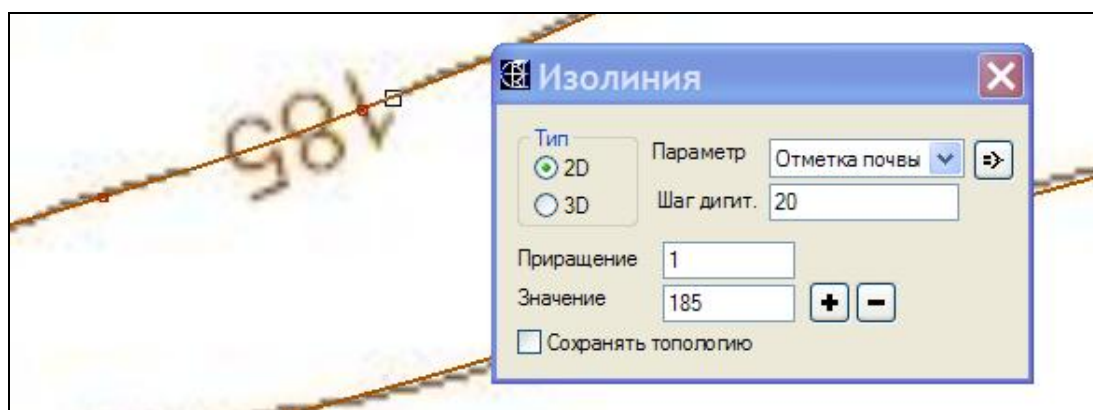 185
Изолиния
Тип
2D
3D
Параметр Отметка почвы
Шаг дигит. 20
Приращение 1
Значение 185 + -
Сохранять топологию